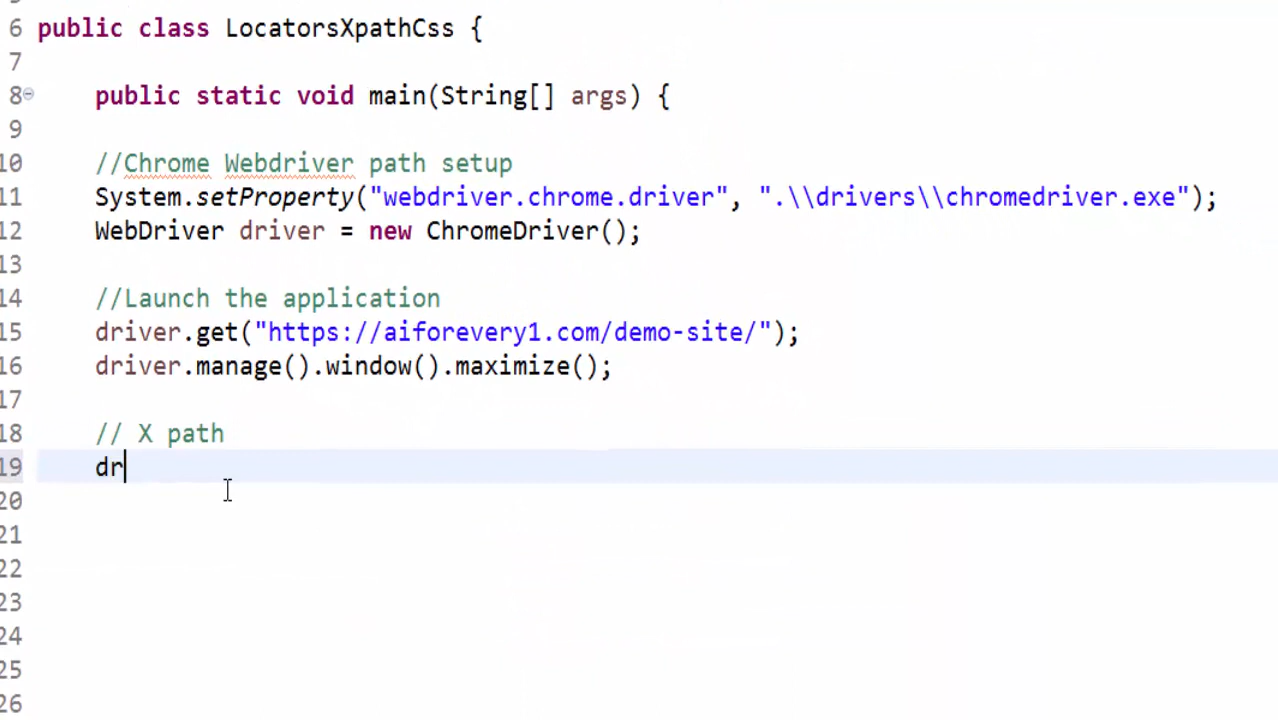 6 public class LocatorsXpathCss {
7
8 public static void main(String[] args) {
9
10 //Chrome Webdriver path setup
11 System.setProperty("webdriver.chrome.driver", ".\\drivers\\chromedriver.exe");
12 WebDriver driver = new ChromeDriver();
13
14 //Launch the application
15 driver.get("https://aiforevery1.com/demo-site/");
16 driver.manage().window().maximize();
17
18 // X path
19 dr
20
21
22
23
24
25
26